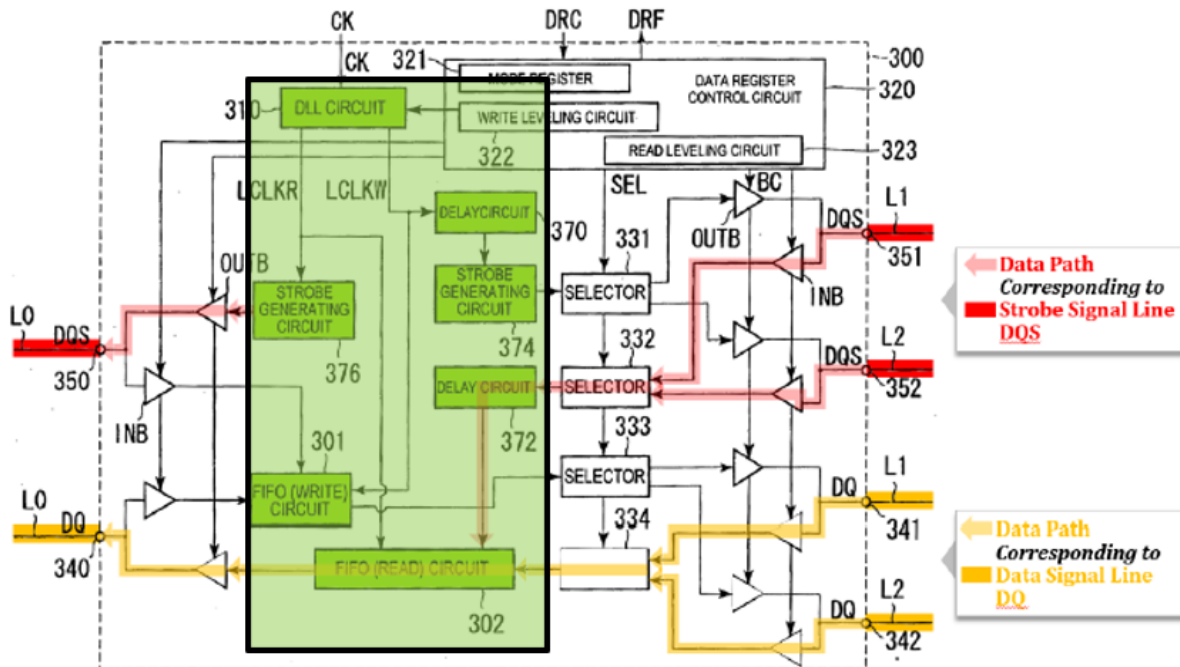 CK
DRC
DRF
300
CK
321
MODE REGISTER
DATA REGISTER
CONTROL CIRCUIT
320
310
DLL CIRCUIT
WRITE LEVELING CIRCUIT
322
READ LEVELING CIRCUIT
323
LCLKR
LCLKW
SEL
BC
L1
DELAYCIRCUIT
370
331
OUTB
DQS
351
OUTB
STROBE
GENERATING
CIRCUIT
STROBE
GENERATING
CIRCUIT
SELECTOR
INB
LO
DQS
350
376
374
332
L2
DQS
352
DELAY CIRCUIT
SELECTOR
INB
372
301
333
FIFO (WRITE)
CIRCUIT
SELECTOR
L1
LO
DQ
DQ
341
340
334
FIFO (READ) CIRCUIT
302
L2
DQ
342
Data Path
Corresponding to
Strobe Signal Line
DQS
Data Path
Corresponding to
Data Signal Line
DQ